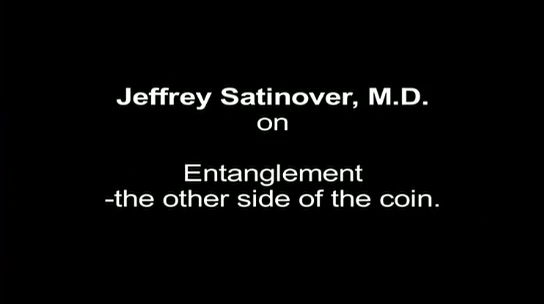 Jeffrey Satinover, M.D.
on
Entanglement
-the other side of the coin.